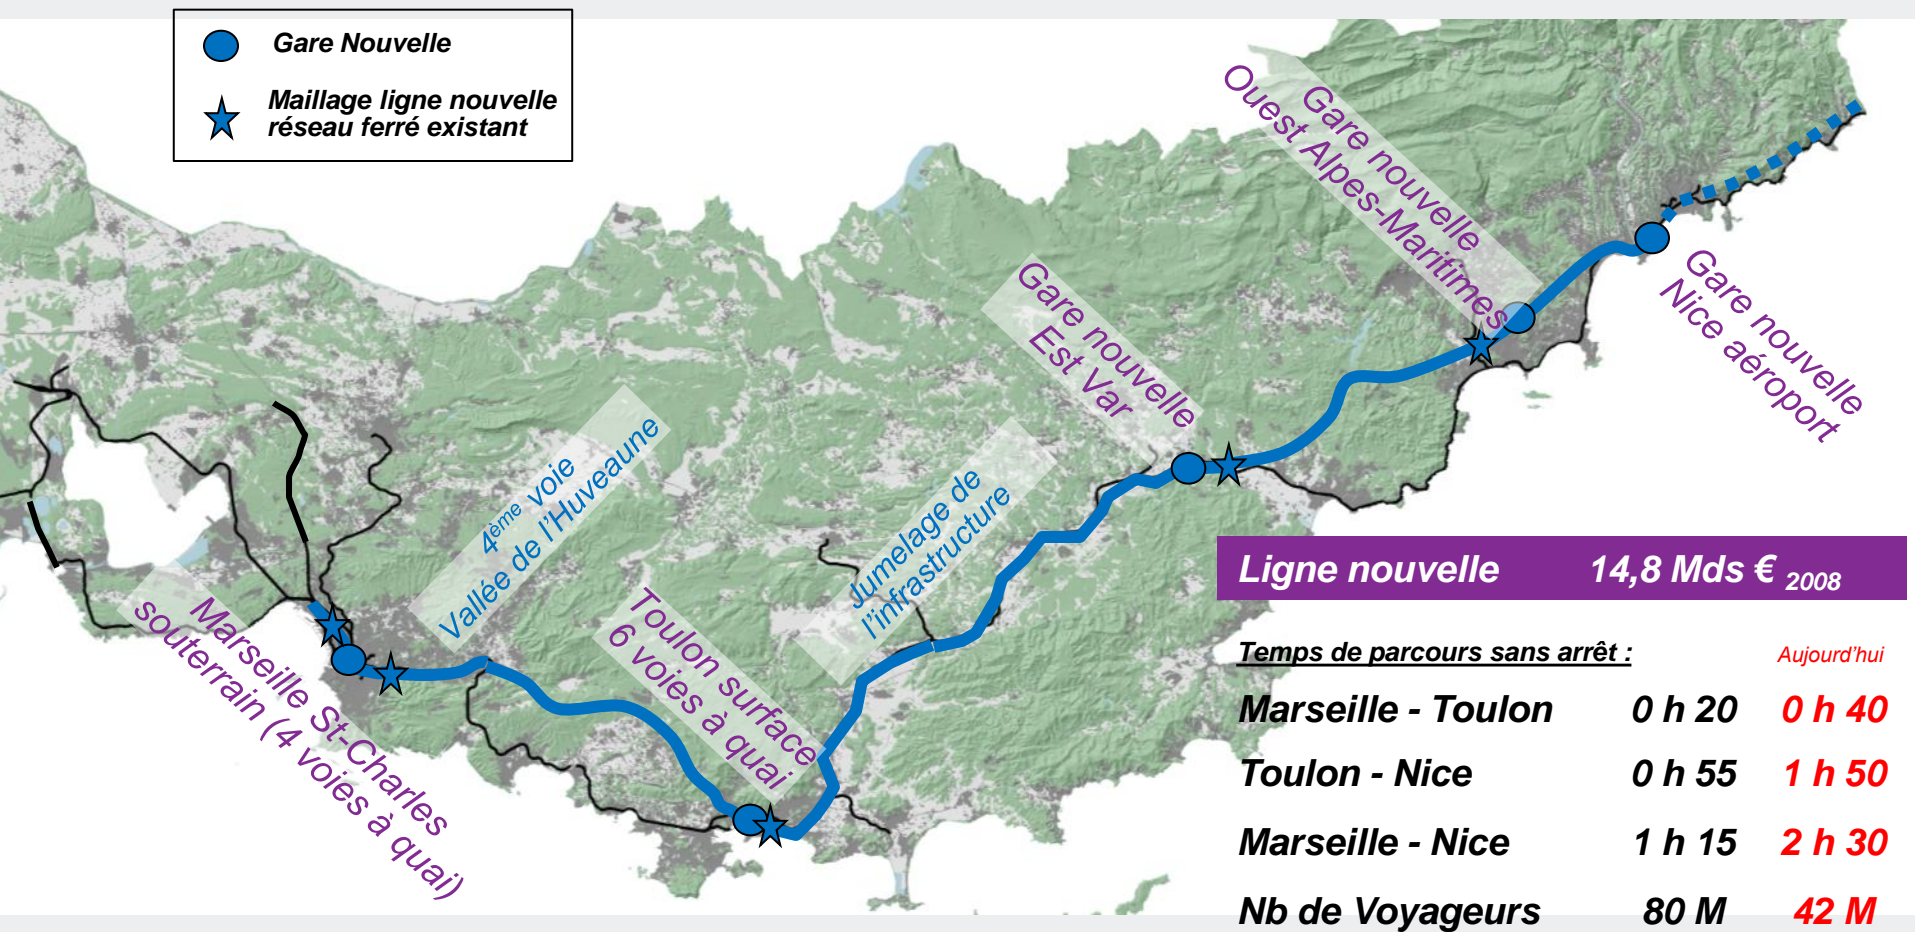 Gare Nouvelle
Maillage ligne nouvelle
réseau ferré existant
Gare nouvelle
Ouest Alpes-Maritimes
Gare nouvelle
Nice aéroport
Gare nouvelle
Est Var
4ème voie
Vallée de l'Huveaune
Jumelage de
l'infrastructure
Toulon surface
6 voies à quai
Marseille St-Charles
souterrain (4 voies à quai)
Ligne nouvelle 14,8 Mds € 2008
Temps de parcours sans arrêt : Aujourd'hui
Marseille - Toulon 0 h 20 0 h 40
Toulon - Nice 0 h 55 1 h 50
Marseille - Nice 1 h 15 2 h 30
Nb de Voyageurs 80 M 42 M